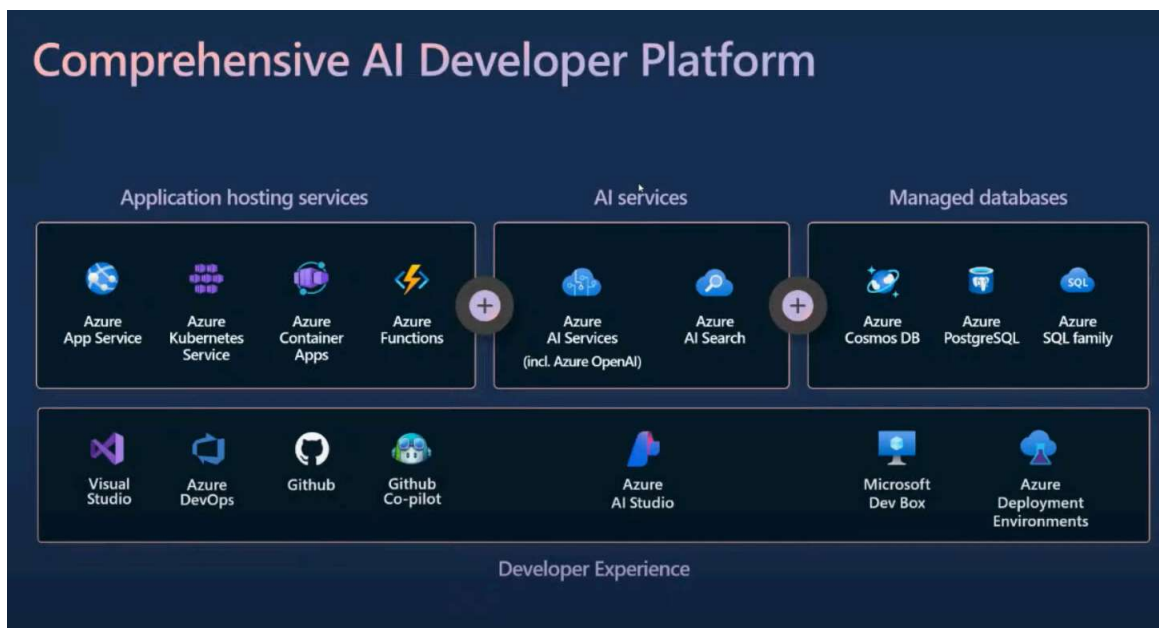 Comprehensive AI Developer Platform
Application hosting services
AI services
Managed databases
Azure
App Service
Azure
Kubernetes
Service
Azure
Container
Apps
Azure
Functions
+
Azure
AI Services
(incl. Azure OpenAI)
Azure
AI Search
+
Azure
Cosmos DB
Azure
PostgreSQL
SQL
Azure
SQL family
Visual
Studio
Azure
DevOps
Github
Github
Co-pilot
Azure
AI Studio
Microsoft
Dev Box
Azure
Deployment
Environments
Developer Experience